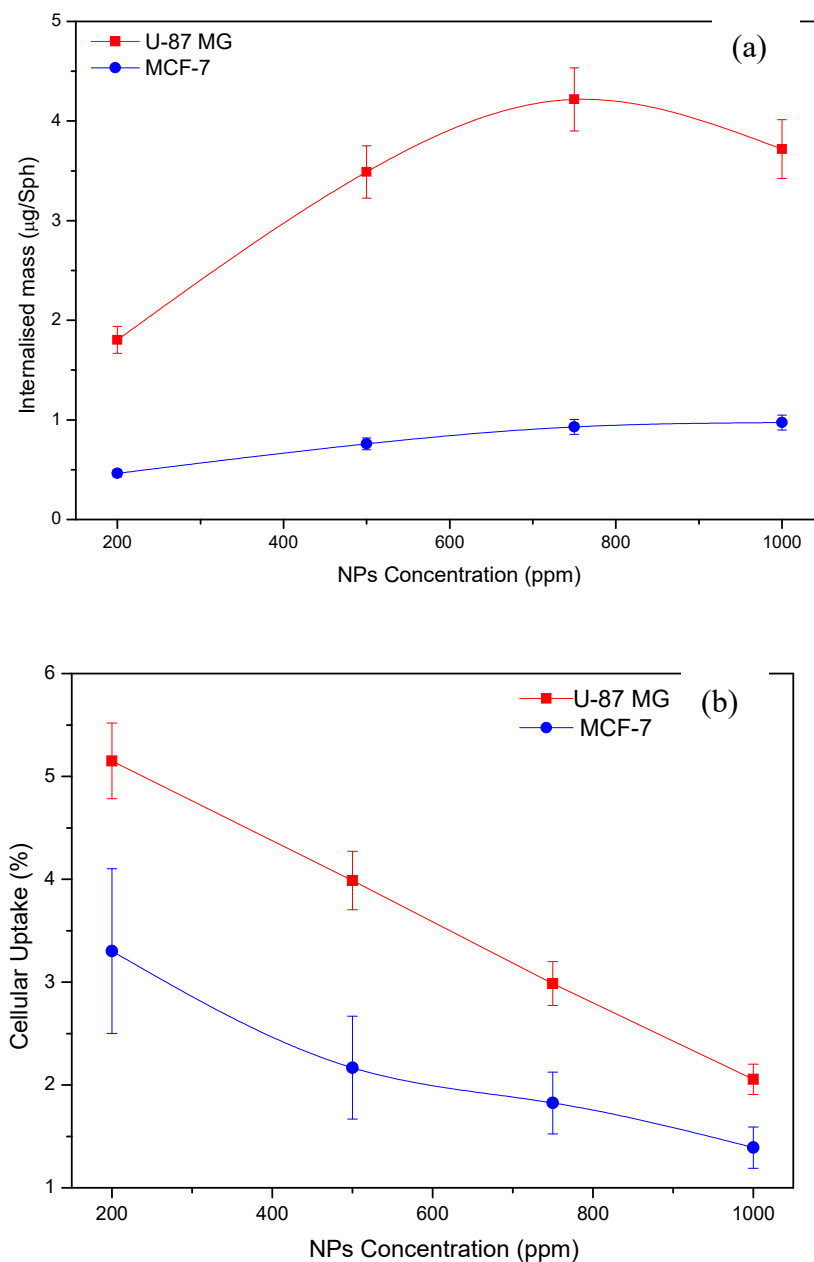 (a)
U-87 MG
MCF-7
5
4
3
2
1
0
Internalised mass (µg/Sph)
200 400 600 800 1000
NPs Concentration (ppm)
(b)
U-87 MG
MCF-7
6
5
4
3
2
1
Cellular Uptake (%)
200 400 600 800 1000
NPs Concentration (ppm)